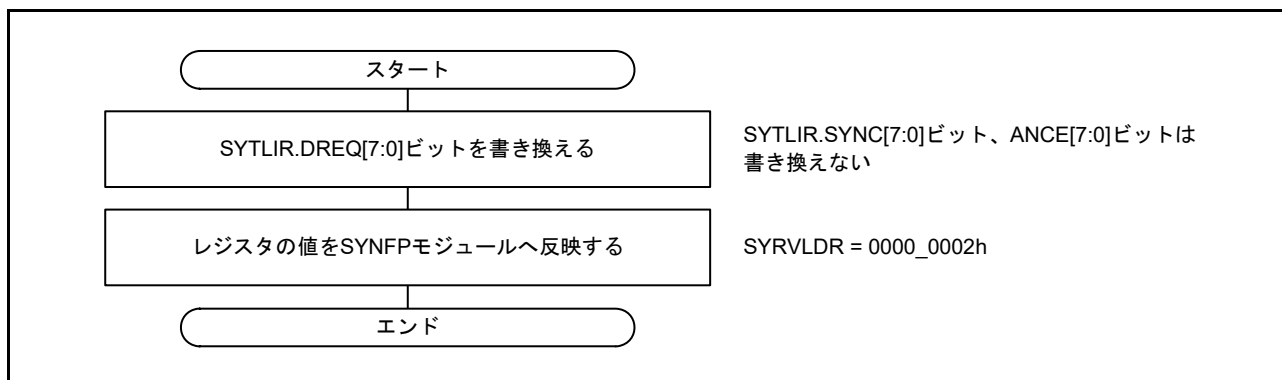 スタート
SYTLIR.DREQ[7:0]ビットを書き換える
SYTLIR.SYNC[7:0]ビット、ANCE[7:0]ビットは
書き換えない
レジスタの値をSYNFPモジュールへ反映する
SYRVLDR = 0000_0002h
エンド